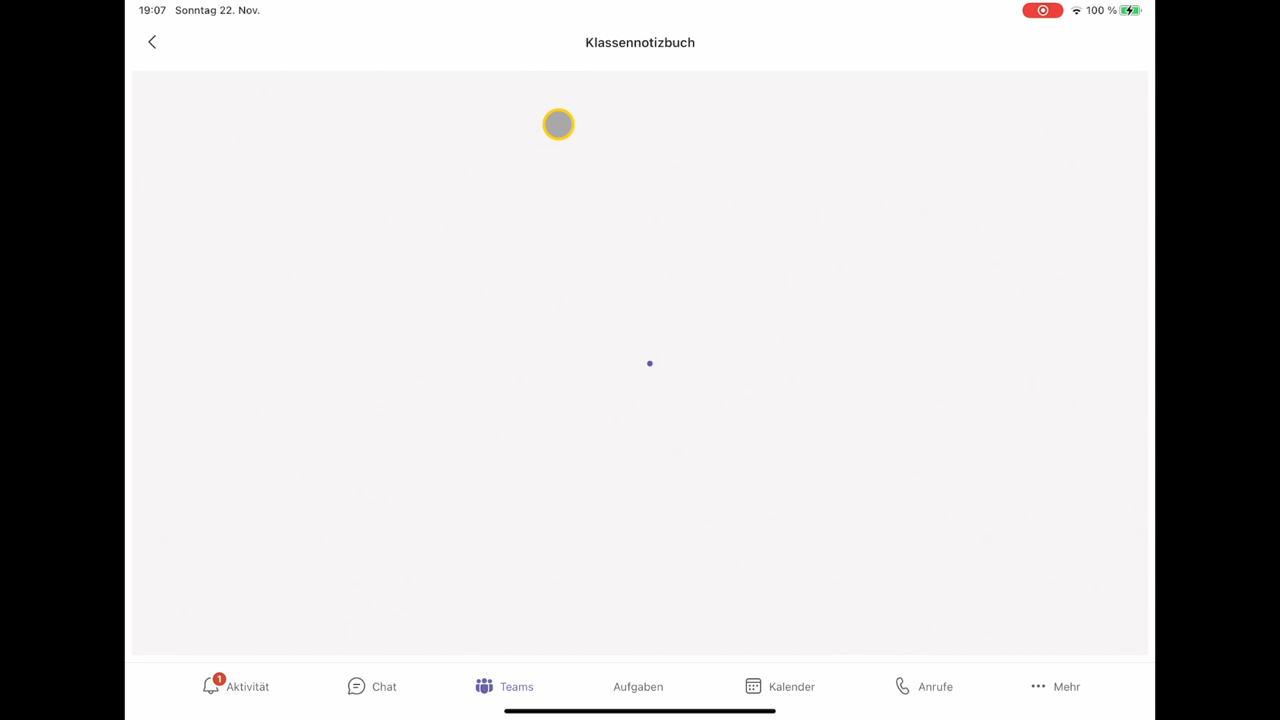 19:07 Sonntag 22. Nov. 100 %
Klassennotizbuch
1
Aktivität Chat Teams Aufgaben Kalender Anrufe Mehr